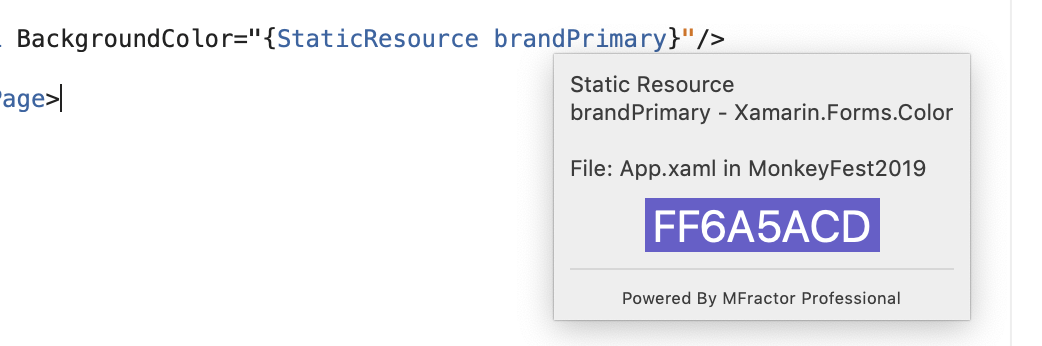 BackgroundColor="{StaticResource brandPrimary}"/>
Page>
Static Resource
brandPrimary - Xamarin.Forms.Color
File: App.xaml in MonkeyFest2019
FF6A5ACD
Powered By MFractor Professional